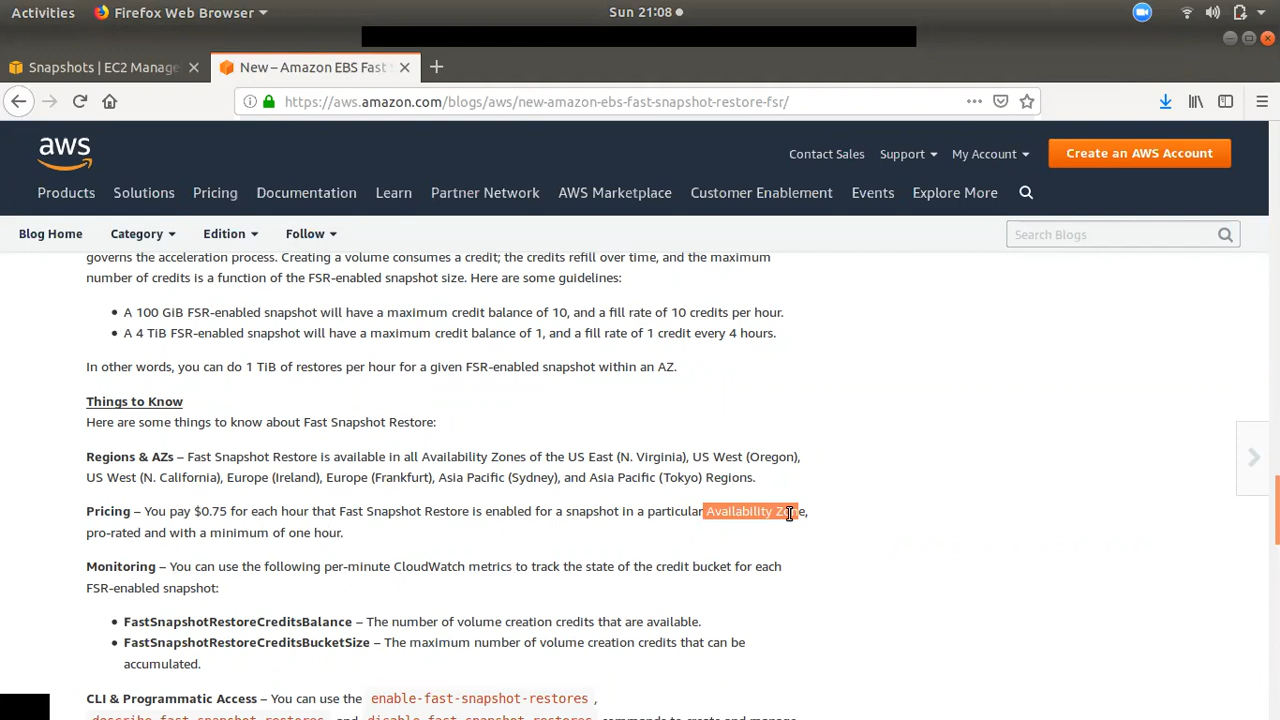 Activities
Firefox Web Browser
Sun 21:08
Snapshots | EC2 Manage
New – Amazon EBS Fast
https://aws.amazon.com/blogs/aws/new-amazon-ebs-fast-snapshot-restore-fsr/
aws
Contact Sales
Support
My Account
Create an AWS Account
Products
Solutions
Pricing
Documentation
Learn
Partner Network
AWS Marketplace
Customer Enablement
Events
Explore More
Blog Home
Category
Edition
Follow
Search Blogs
governs the acceleration process. Creating a volume consumes a credit; the credits refill over time, and the maximum
number of credits is a function of the FSR-enabled snapshot size. Here are some guidelines:
• A 100 GiB FSR-enabled snapshot will have a maximum credit balance of 10, and a fill rate of 10 credits per hour.
• A 4 TiB FSR-enabled snapshot will have a maximum credit balance of 1, and a fill rate of 1 credit every 4 hours.
In other words, you can do 1 TiB of restores per hour for a given FSR-enabled snapshot within an AZ.
Things to Know
Here are some things to know about Fast Snapshot Restore:
Regions & AZs – Fast Snapshot Restore is available in all Availability Zones of the US East (N. Virginia), US West (Oregon),
US West (N. California), Europe (Ireland), Europe (Frankfurt), Asia Pacific (Sydney), and Asia Pacific (Tokyo) Regions.
Pricing – You pay $0.75 for each hour that Fast Snapshot Restore is enabled for a snapshot in a particular Availability Zone,
pro-rated and with a minimum of one hour.
Monitoring – You can use the following per-minute CloudWatch metrics to track the state of the credit bucket for each
FSR-enabled snapshot:
• FastSnapshotRestoreCreditsBalance – The number of volume creation credits that are available.
• FastSnapshotRestoreCreditsBucketSize – The maximum number of volume creation credits that can be
accumulated.
CLI & Programmatic Access – You can use the enable-fast-snapshot-restores ,
describe-fast-snapshot-restores , and disable-fast-snapshot-restores commands to create and manage